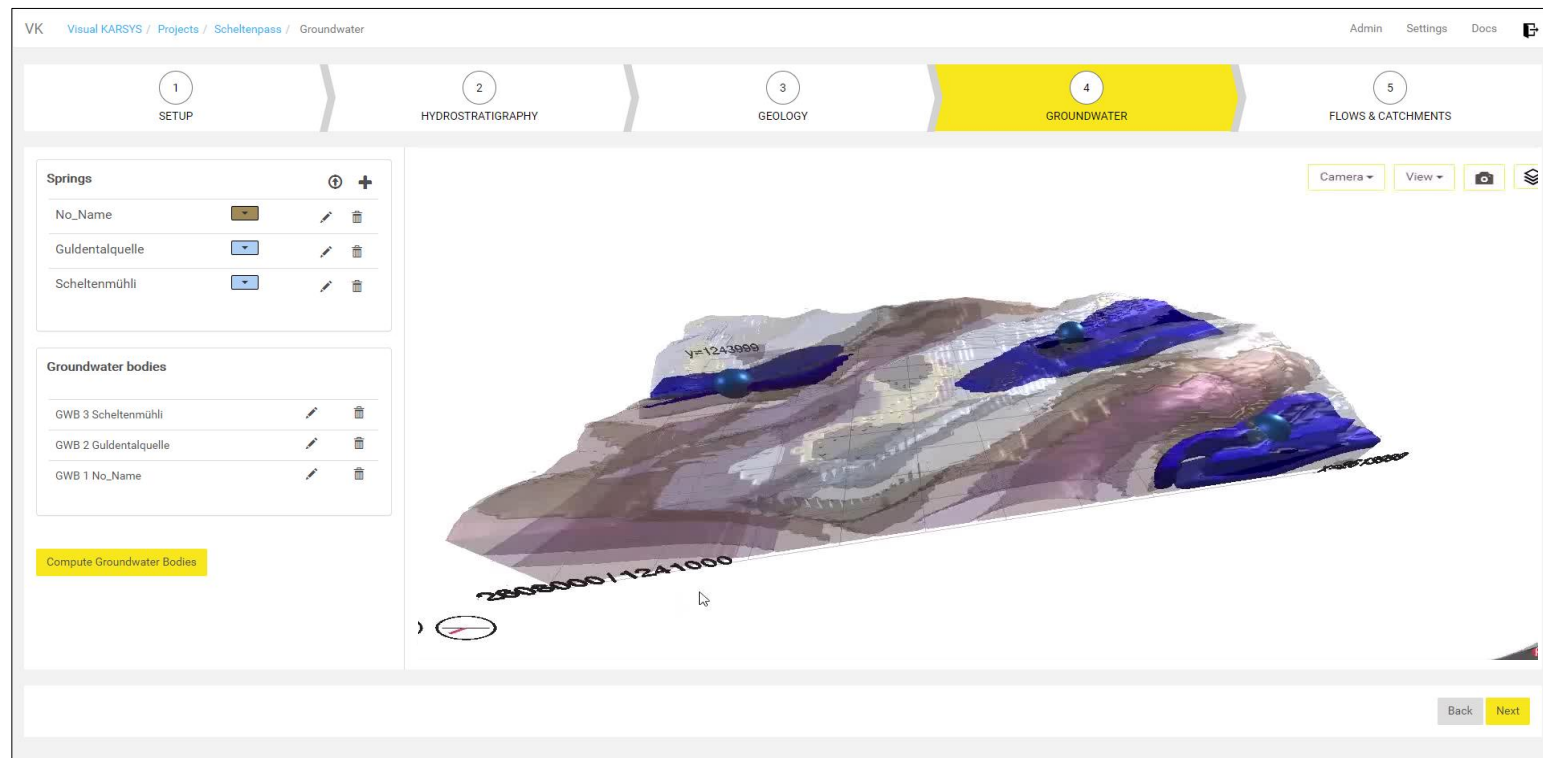 VK Visual KARSYS / Projects / Scheltenpass / Groundwater Admin Settings Docs
1 2 3 4 5
SETUP HYDROSTRATIGRAPHY GEOLOGY GROUNDWATER FLOWS & CATCHMENTS
Springs
No_Name
Guldentalquelle
Scheltenmühli
Groundwater bodies
GWB 3 Scheltenmühli
GWB 2 Guldentalquelle
GWB 1 No_Name
Compute Groundwater Bodies
Camera View
y=1243999
2608000 | 1241000
Back Next